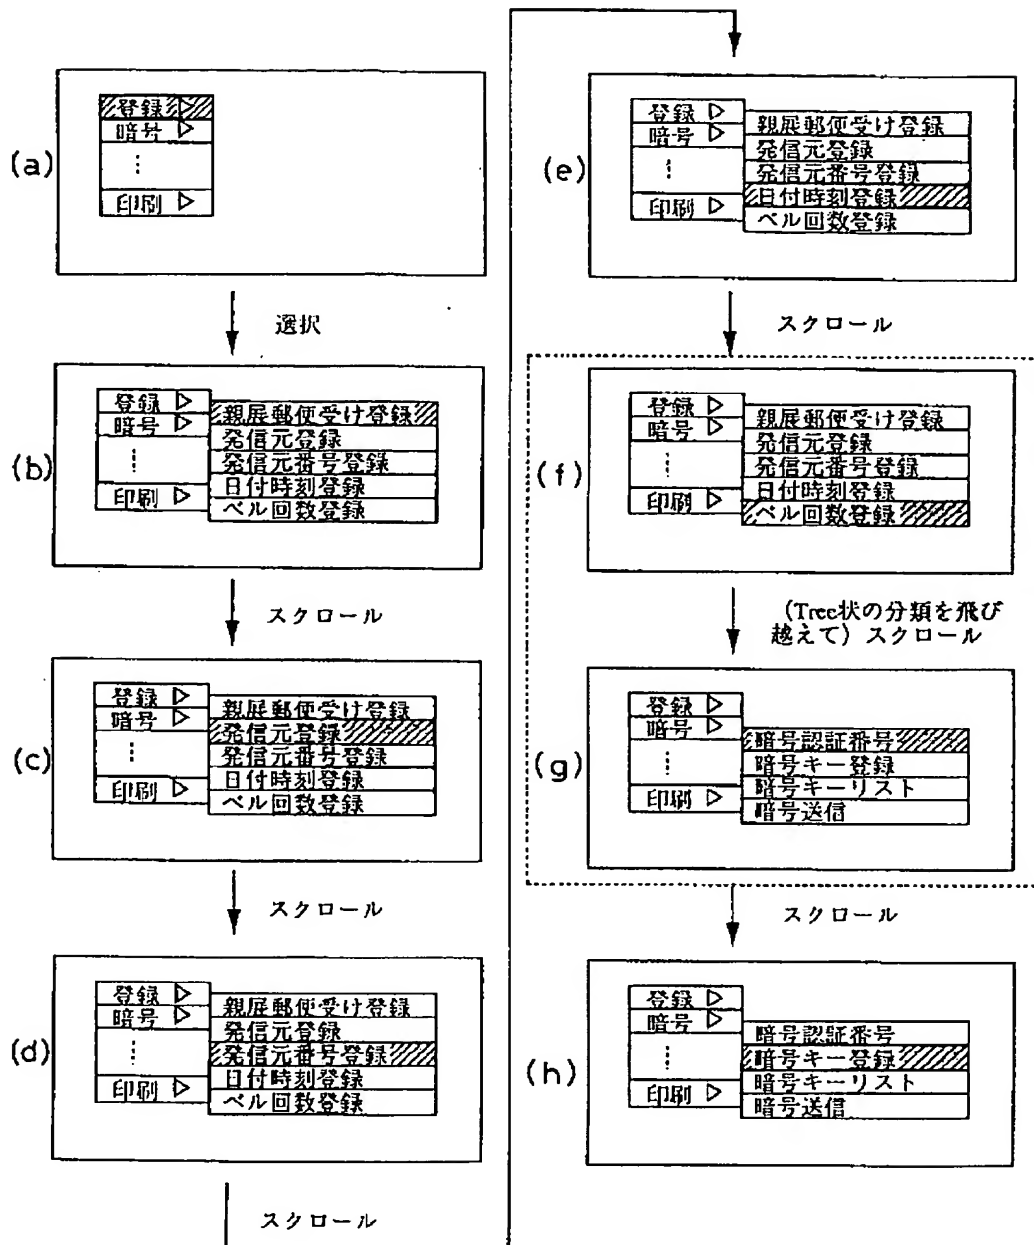 (a)
登録 ▷
暗号 ▷
⋮
印刷 ▷
選択
(b)
登録 ▷
暗号 ▷
⋮
印刷 ▷
親展郵便受け登録
発信元登録
発信元番号登録
日付時刻登録
ベル回数登録
スクロール
(c)
登録 ▷
暗号 ▷
⋮
印刷 ▷
親展郵便受け登録
発信元登録
発信元番号登録
日付時刻登録
ベル回数登録
スクロール
(d)
登録 ▷
暗号 ▷
⋮
印刷 ▷
親展郵便受け登録
発信元登録
発信元番号登録
日付時刻登録
ベル回数登録
スクロール
(e)
登録 ▷
暗号 ▷
⋮
印刷 ▷
親展郵便受け登録
発信元登録
発信元番号登録
日付時刻登録
ベル回数登録
スクロール
(f)
登録 ▷
暗号 ▷
⋮
印刷 ▷
親展郵便受け登録
発信元登録
発信元番号登録
日付時刻登録
ベル回数登録
(Tree状の分類を飛び
越えて) スクロール
(g)
登録 ▷
暗号 ▷
⋮
印刷 ▷
暗号認証番号
暗号キー登録
暗号キーリスト
暗号送信
スクロール
(h)
登録 ▷
暗号 ▷
⋮
印刷 ▷
暗号認証番号
暗号キー登録
暗号キーリスト
暗号送信